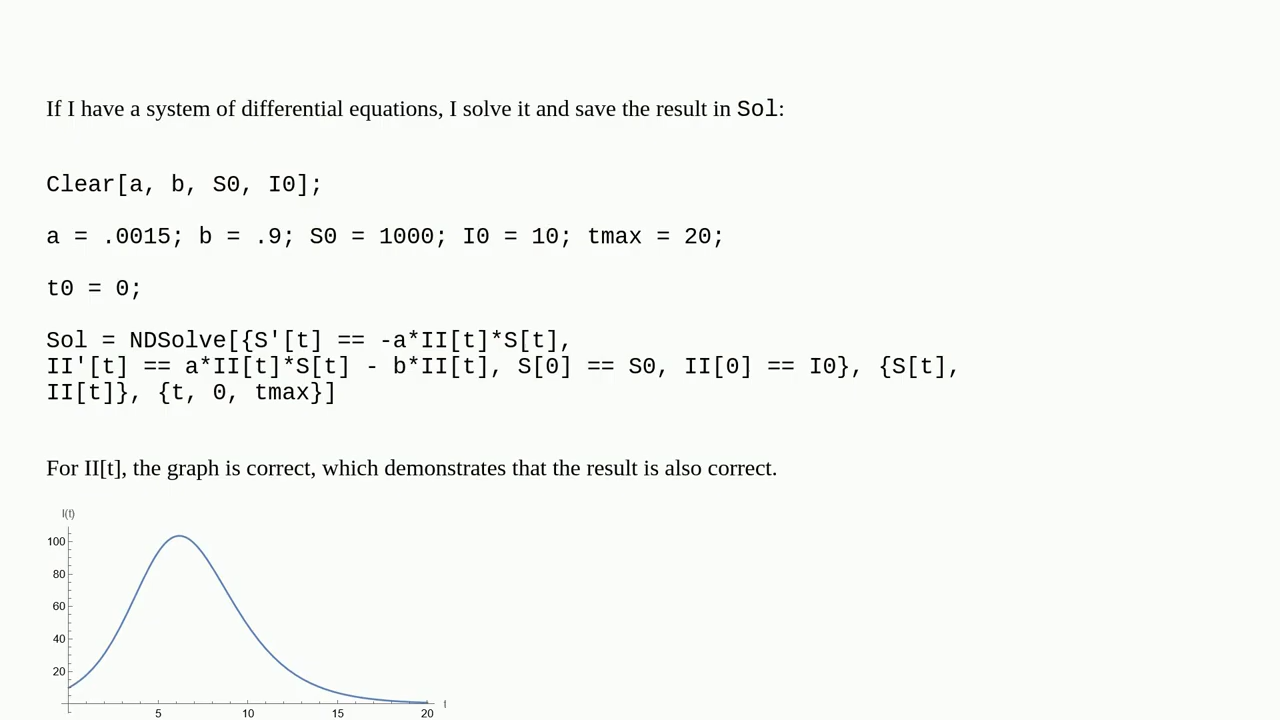 If I have a system of differential equations, I solve it and save the result in Sol:
Clear[a, b, S0, I0];
a = .0015; b = .9; S0 = 1000; I0 = 10; tmax = 20;
t0 = 0;
Sol = NDSolve[{S'[t] == -a*II[t]*S[t],
II'[t] == a*II[t]*S[t] - b*II[t], S[0] == S0, II[0] == I0}, {S[t],
II[t]}, {t, 0, tmax}]
For II[t], the graph is correct, which demonstrates that the result is also correct.
I(t)
100
80
60
40
20
5 10 15 20